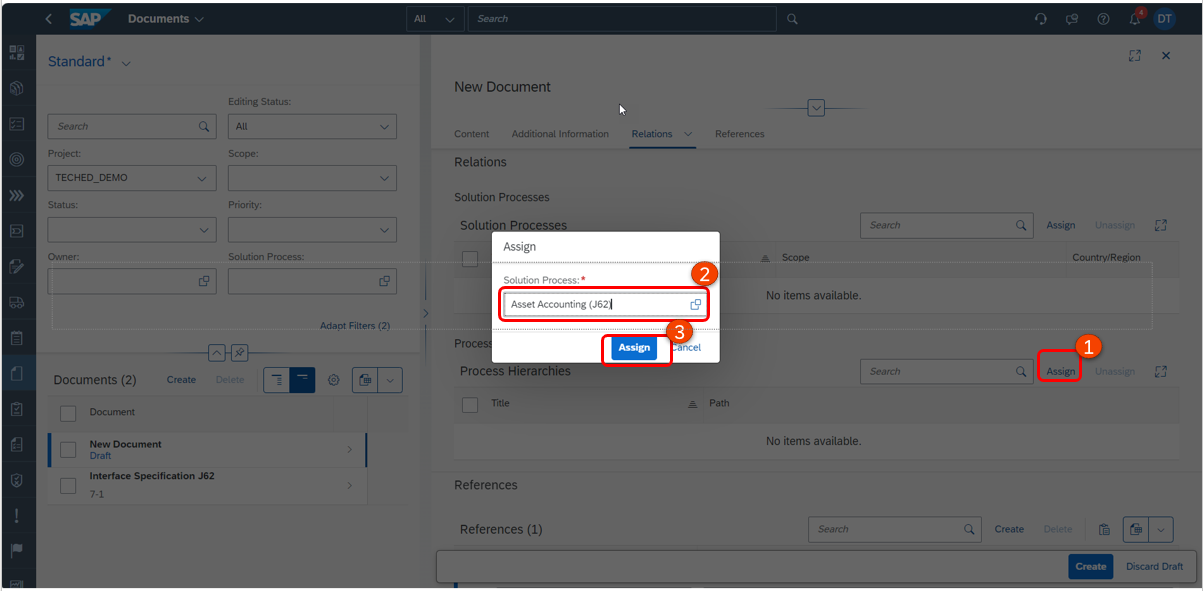 SAP Documents All Search 4 DT
Standard*
Editing Status:
Search All
Project: Scope:
TECHED_DEMO
Status: Priority:
Owner: Solution Process:
Adapt Filters (2)
Documents (2) Create Delete
Document
New Document
Draft
Interface Specification J62
7-1
New Document
Content Additional Information Relations References
Relations
Solution Processes
Solution Processes Search Assign Unassign
Scope Country/Region
No items available.
Assign
Solution Process:*
2
Asset Accounting (J62)
3
Assign Cancel
1
Process
Process Hierarchies Search Assign Unassign
Title Path
No items available.
References
References (1) Search Create Delete
Create Discard Draft